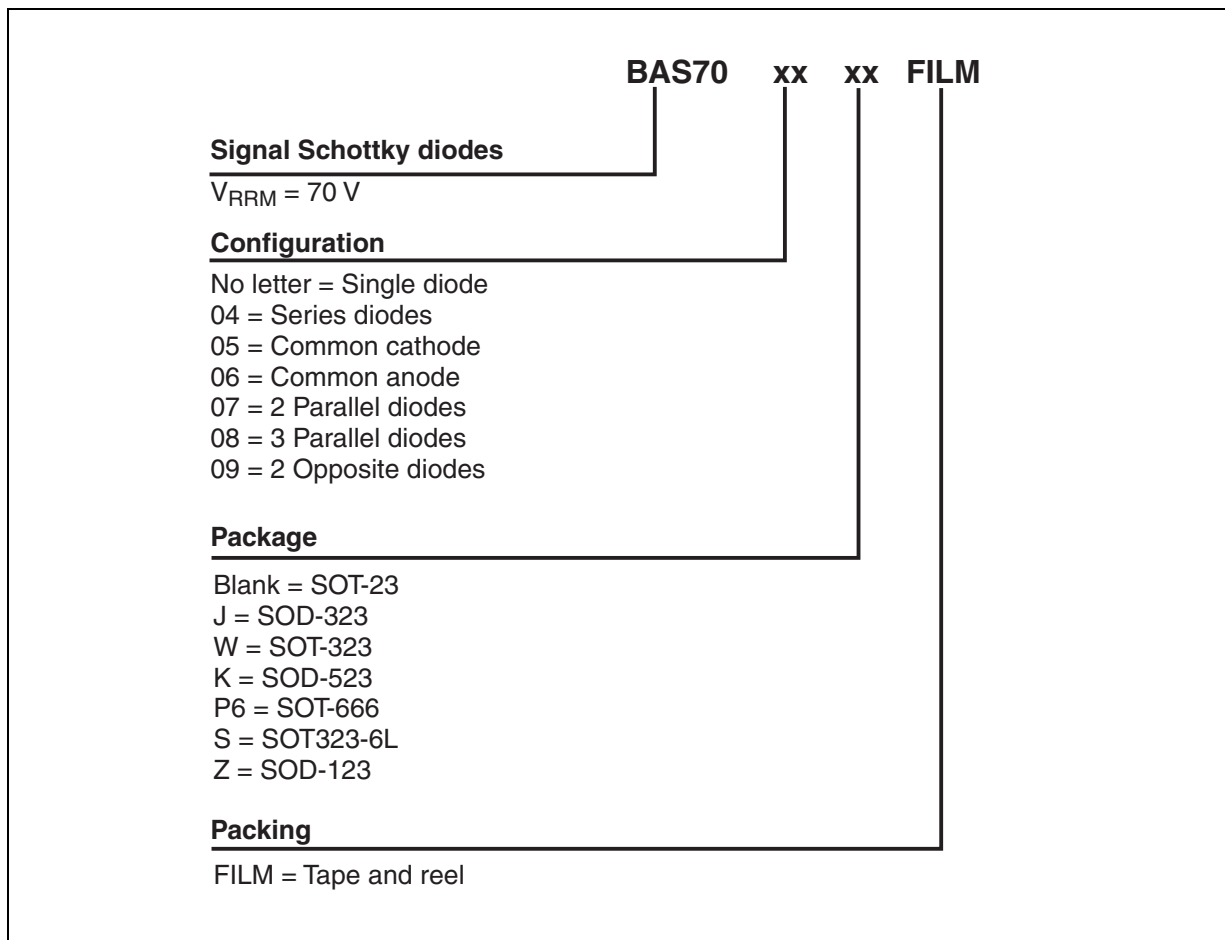 BAS70 xx xx FILM
Signal Schottky diodes
VRRM = 70 V
Configuration
No letter = Single diode
04 = Series diodes
05 = Common cathode
06 = Common anode
07 = 2 Parallel diodes
08 = 3 Parallel diodes
09 = 2 Opposite diodes
Package
Blank = SOT-23
J = SOD-323
W = SOT-323
K = SOD-523
P6 = SOT-666
S = SOT323-6L
Z = SOD-123
Packing
FILM = Tape and reel